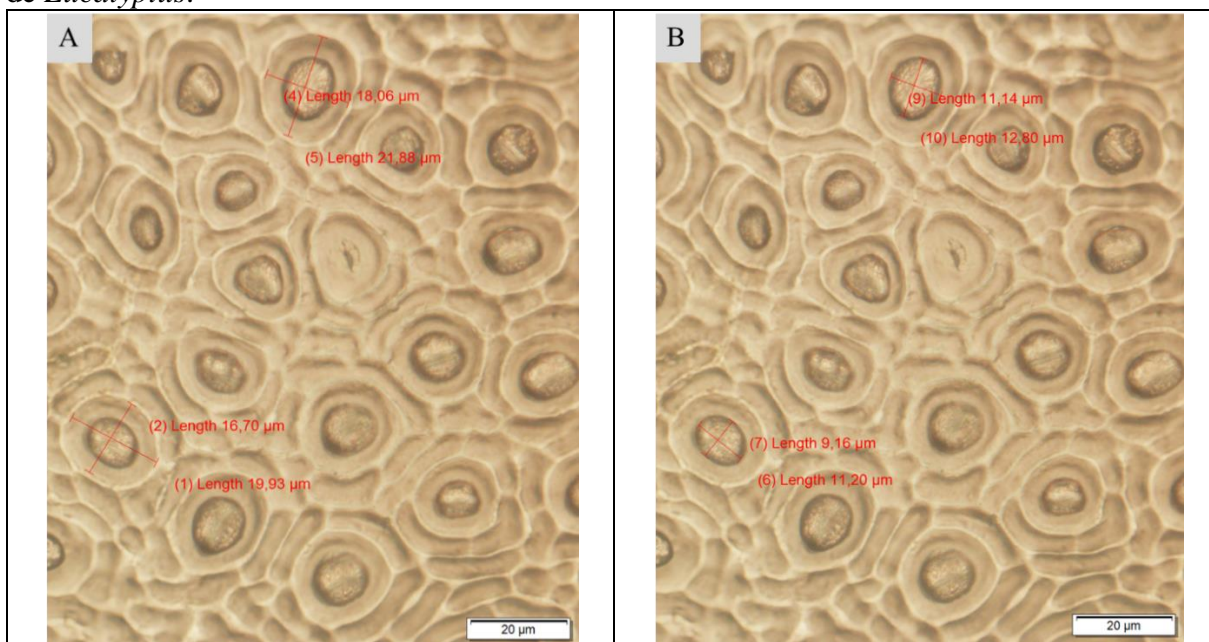 de Eucalyptus.
A
(4) Length 18,06 µm
(5) Length 21,88 µm
(2) Length 16,70 µm
(1) Length 19,93 µm
20 µm
B
(9) Length 11,14 µm
(10) Length 12,80 µm
(7) Length 9,16 µm
(6) Length 11,20 µm
20 µm